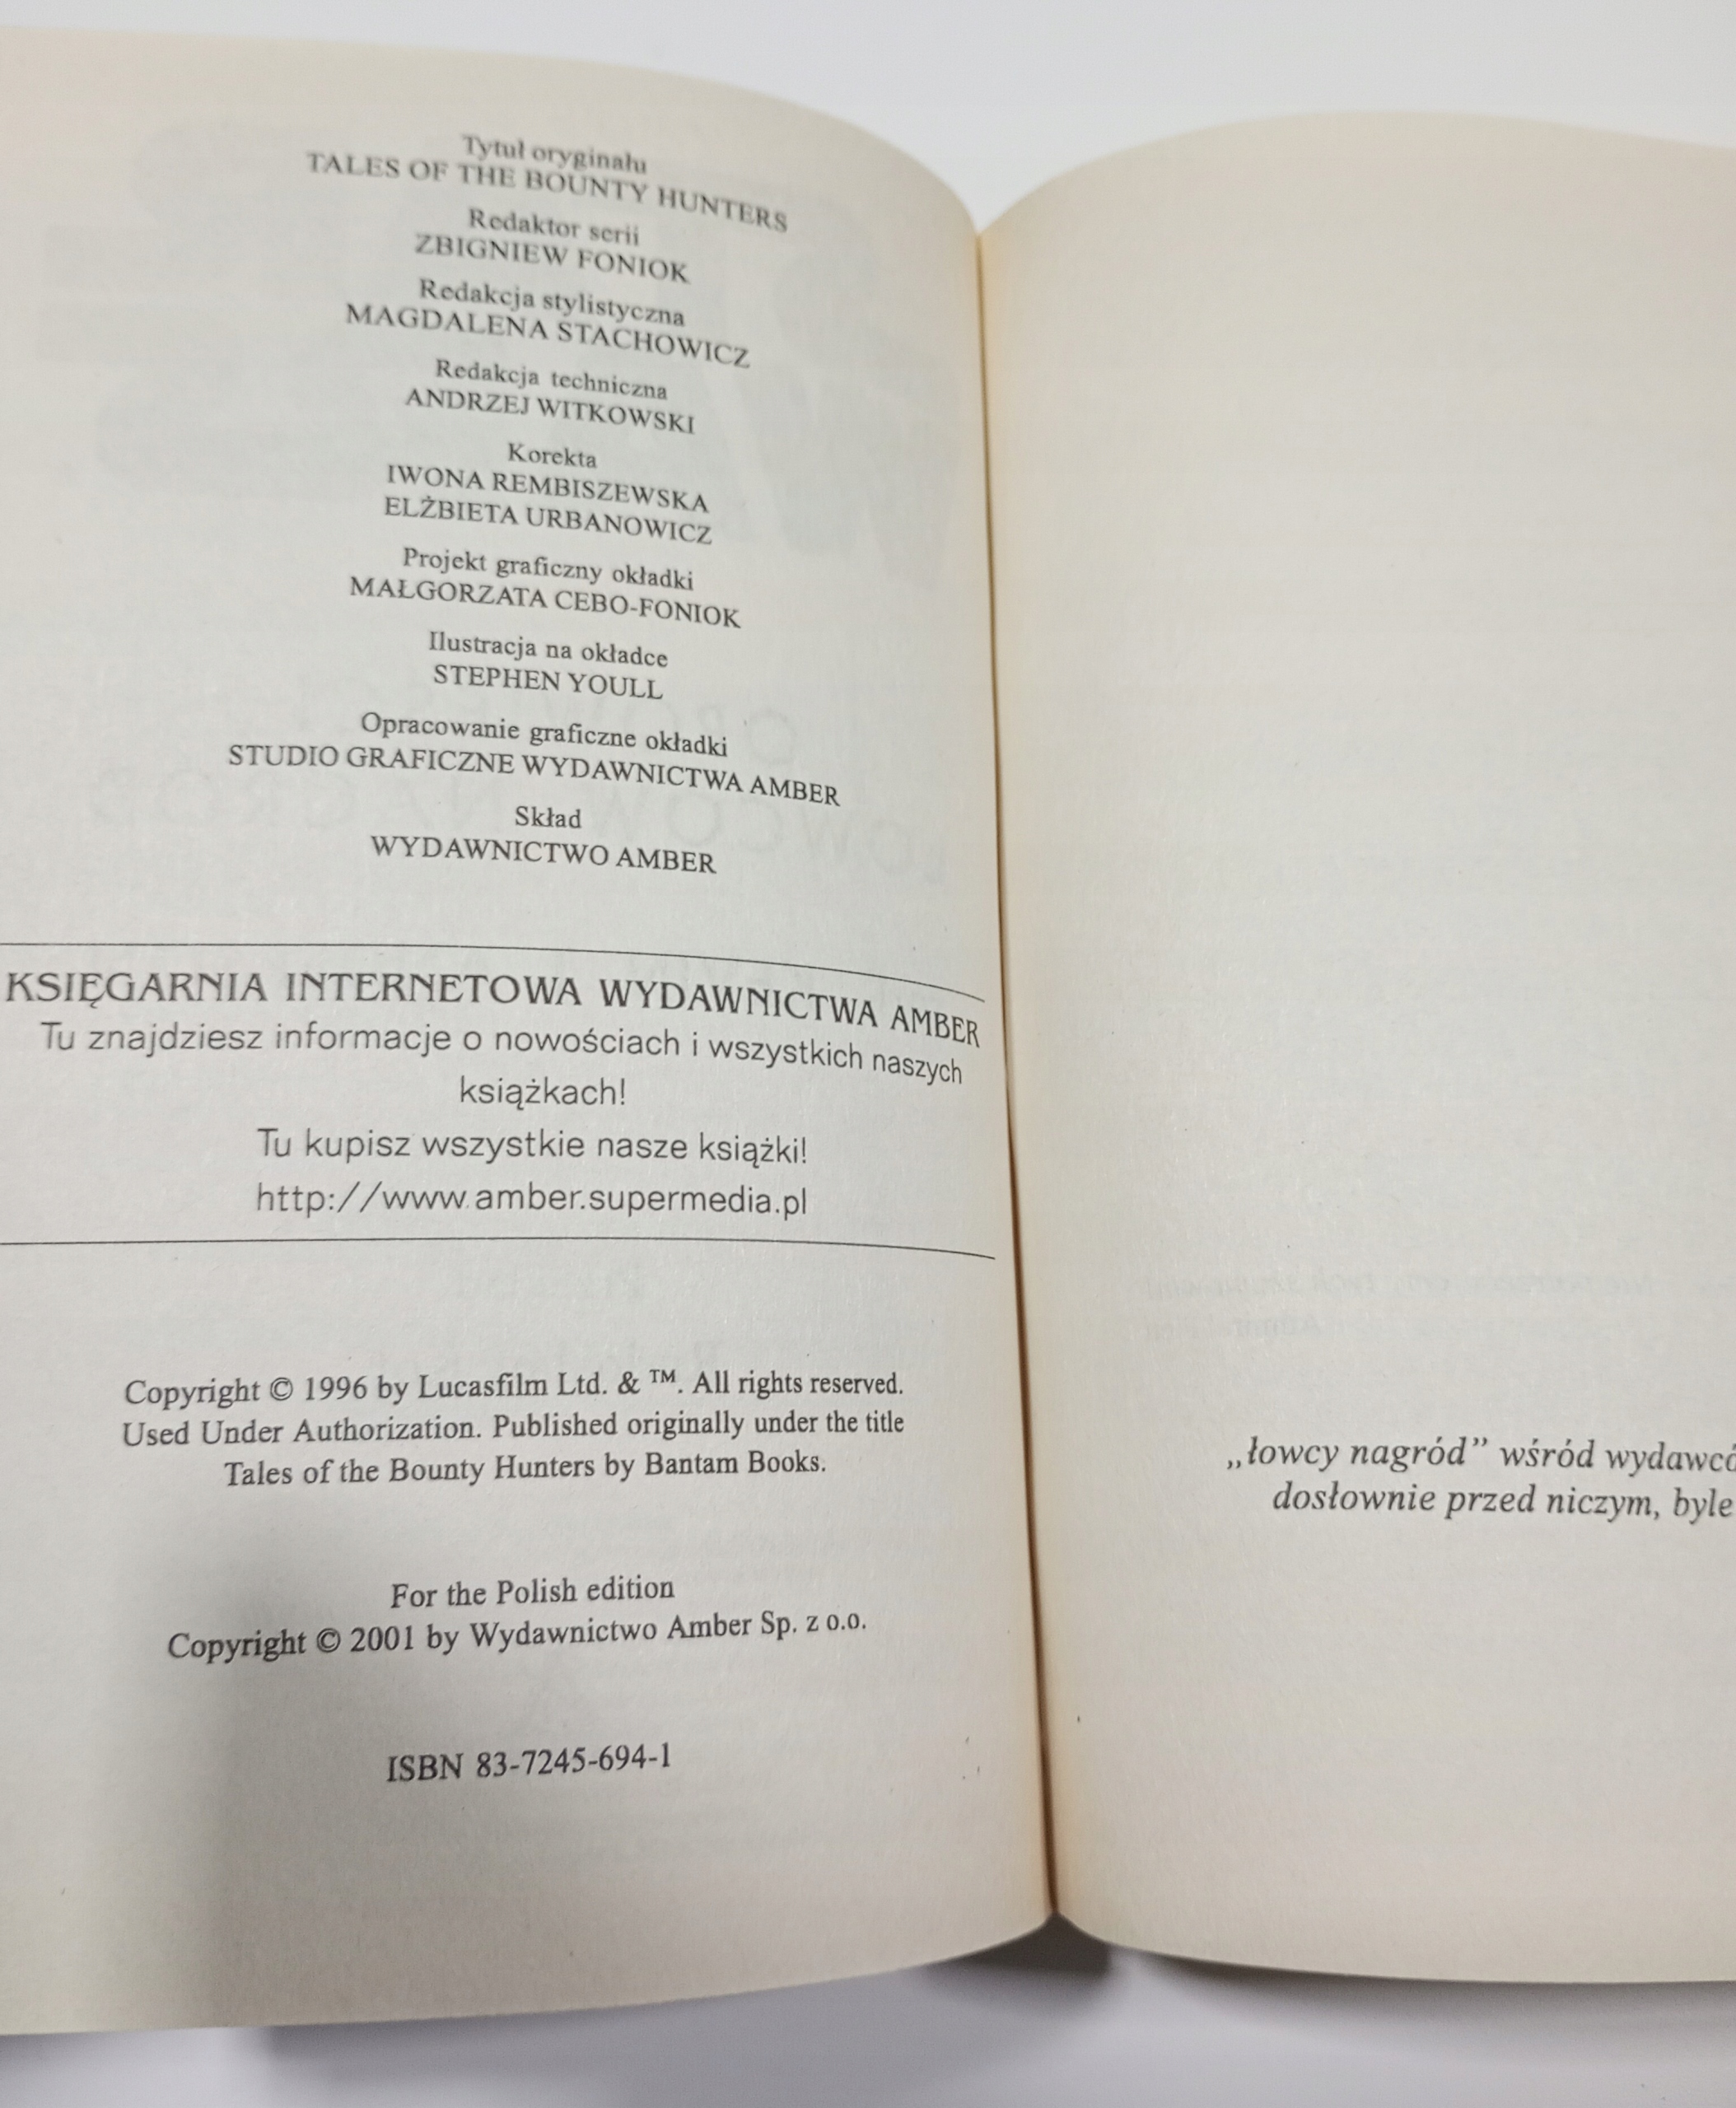 Tytuł oryginału
TALES OF THE BOUNTY HUNTERS
Redaktor serii
ZBIGNIEW FONIOK
Redakcja stylistyczna
MAGDALENA STACHOWICZ
Redakcja techniczna
ANDRZEJ WITKOWSKI
Korekta
IWONA REMBISZEWSKA
ELŻBIETA URBANOWICZ
Projekt graficzny okładki
MAŁGORZATA CEBO-FONIOK
Ilustracja na okładce
STEPHEN YOULL
Opracowanie graficzne okładki
STUDIO GRAFICZNE WYDAWNICTWA AMBER
Skład
WYDAWNICTWO AMBER
KSIĘGARNIA INTERNETOWA WYDAWNICTWA AMBER
Tu znajdziesz informacje o nowościach i wszystkich naszych
książkach!
Tu kupisz wszystkie nasze książki!
http://www.amber.supermedia.pl
Copyright © 1996 by Lucasfilm Ltd. & ™. All rights reserved.
Used Under Authorization. Published originally under the title
Tales of the Bounty Hunters by Bantam Books.
For the Polish edition
Copyright © 2001 by Wydawnictwo Amber Sp. z o.o.
ISBN 83-7245-694-1
„łowcy nagród” wśród
dosłownie przed niczym, byle